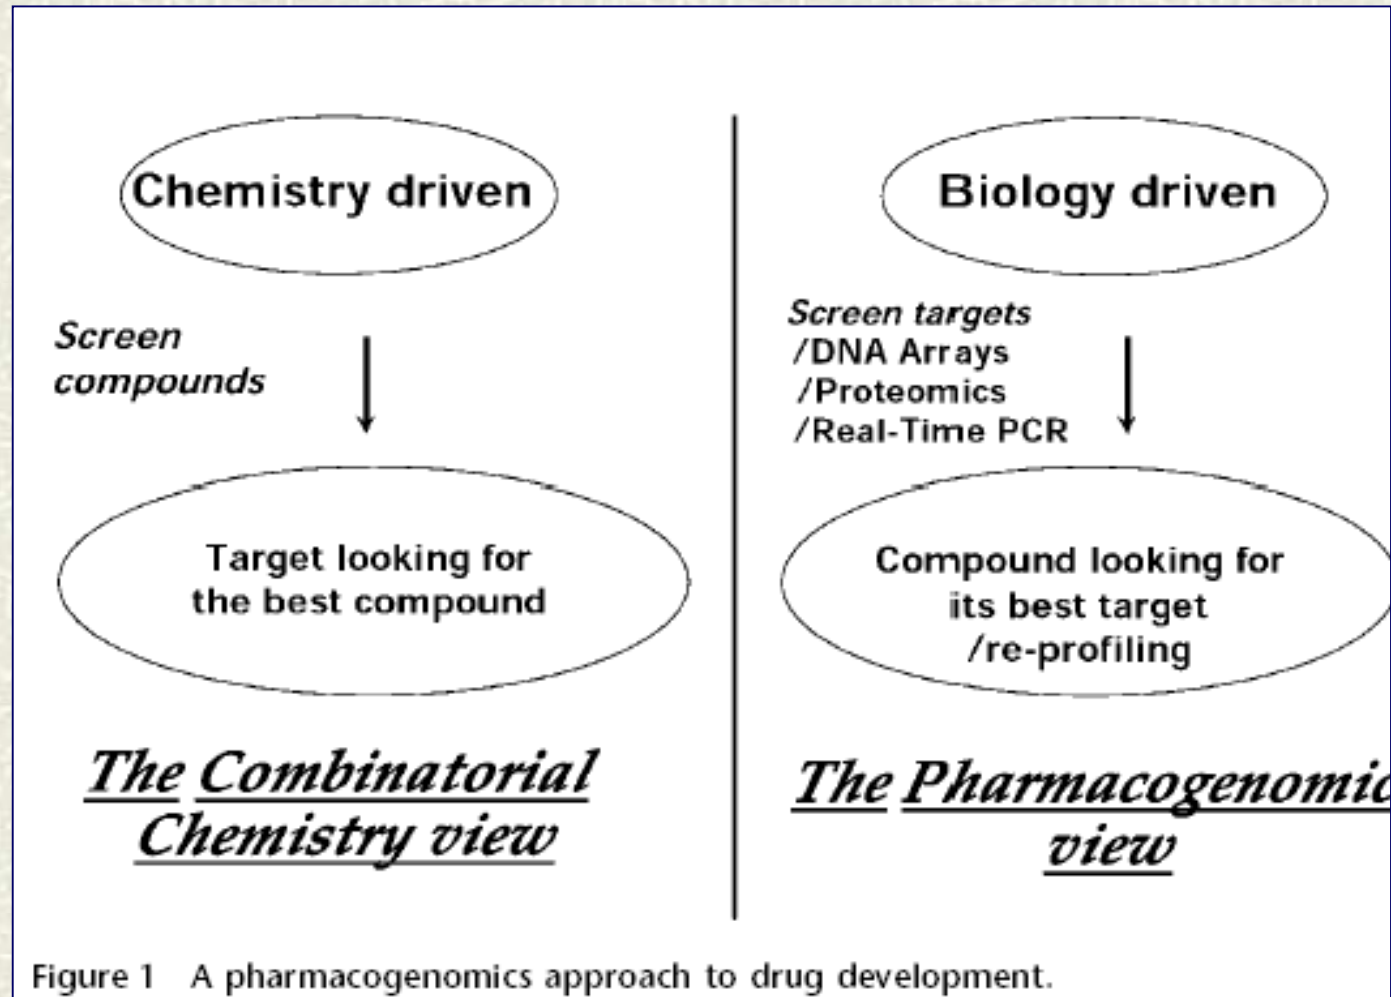 Chemistry driven
Screen
compounds
Target looking for
the best compound
The Combinatorial
Chemistry view
Biology driven
Screen targets
/DNA Arrays
/Proteomics
/Real-Time PCR
Compound looking for
its best target
/re-profiling
The Pharmacogenomic
view
Figure 1 A pharmacogenomics approach to drug development.